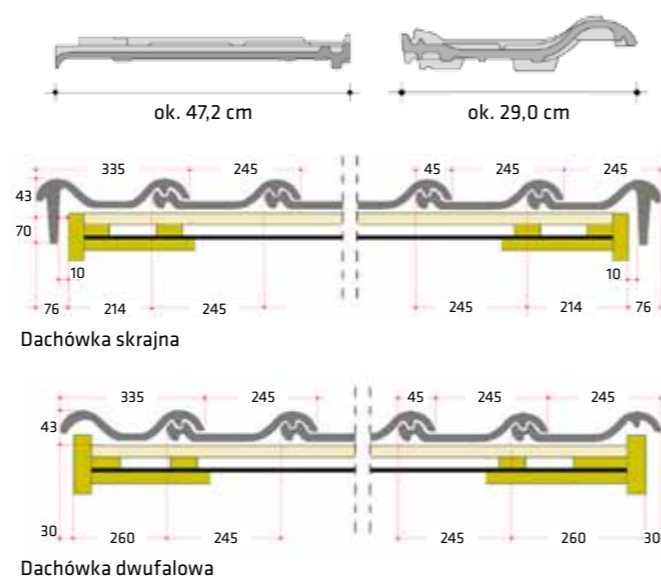 ok. 47,2 cm ok. 29,0 cm
335 245 45 245 245
43
70
10 10
76 214 245 245 214 76
Dachówka skrajna
335 245 45 245 245
43
30 260 245 245 260 30
Dachówka dwufalowa